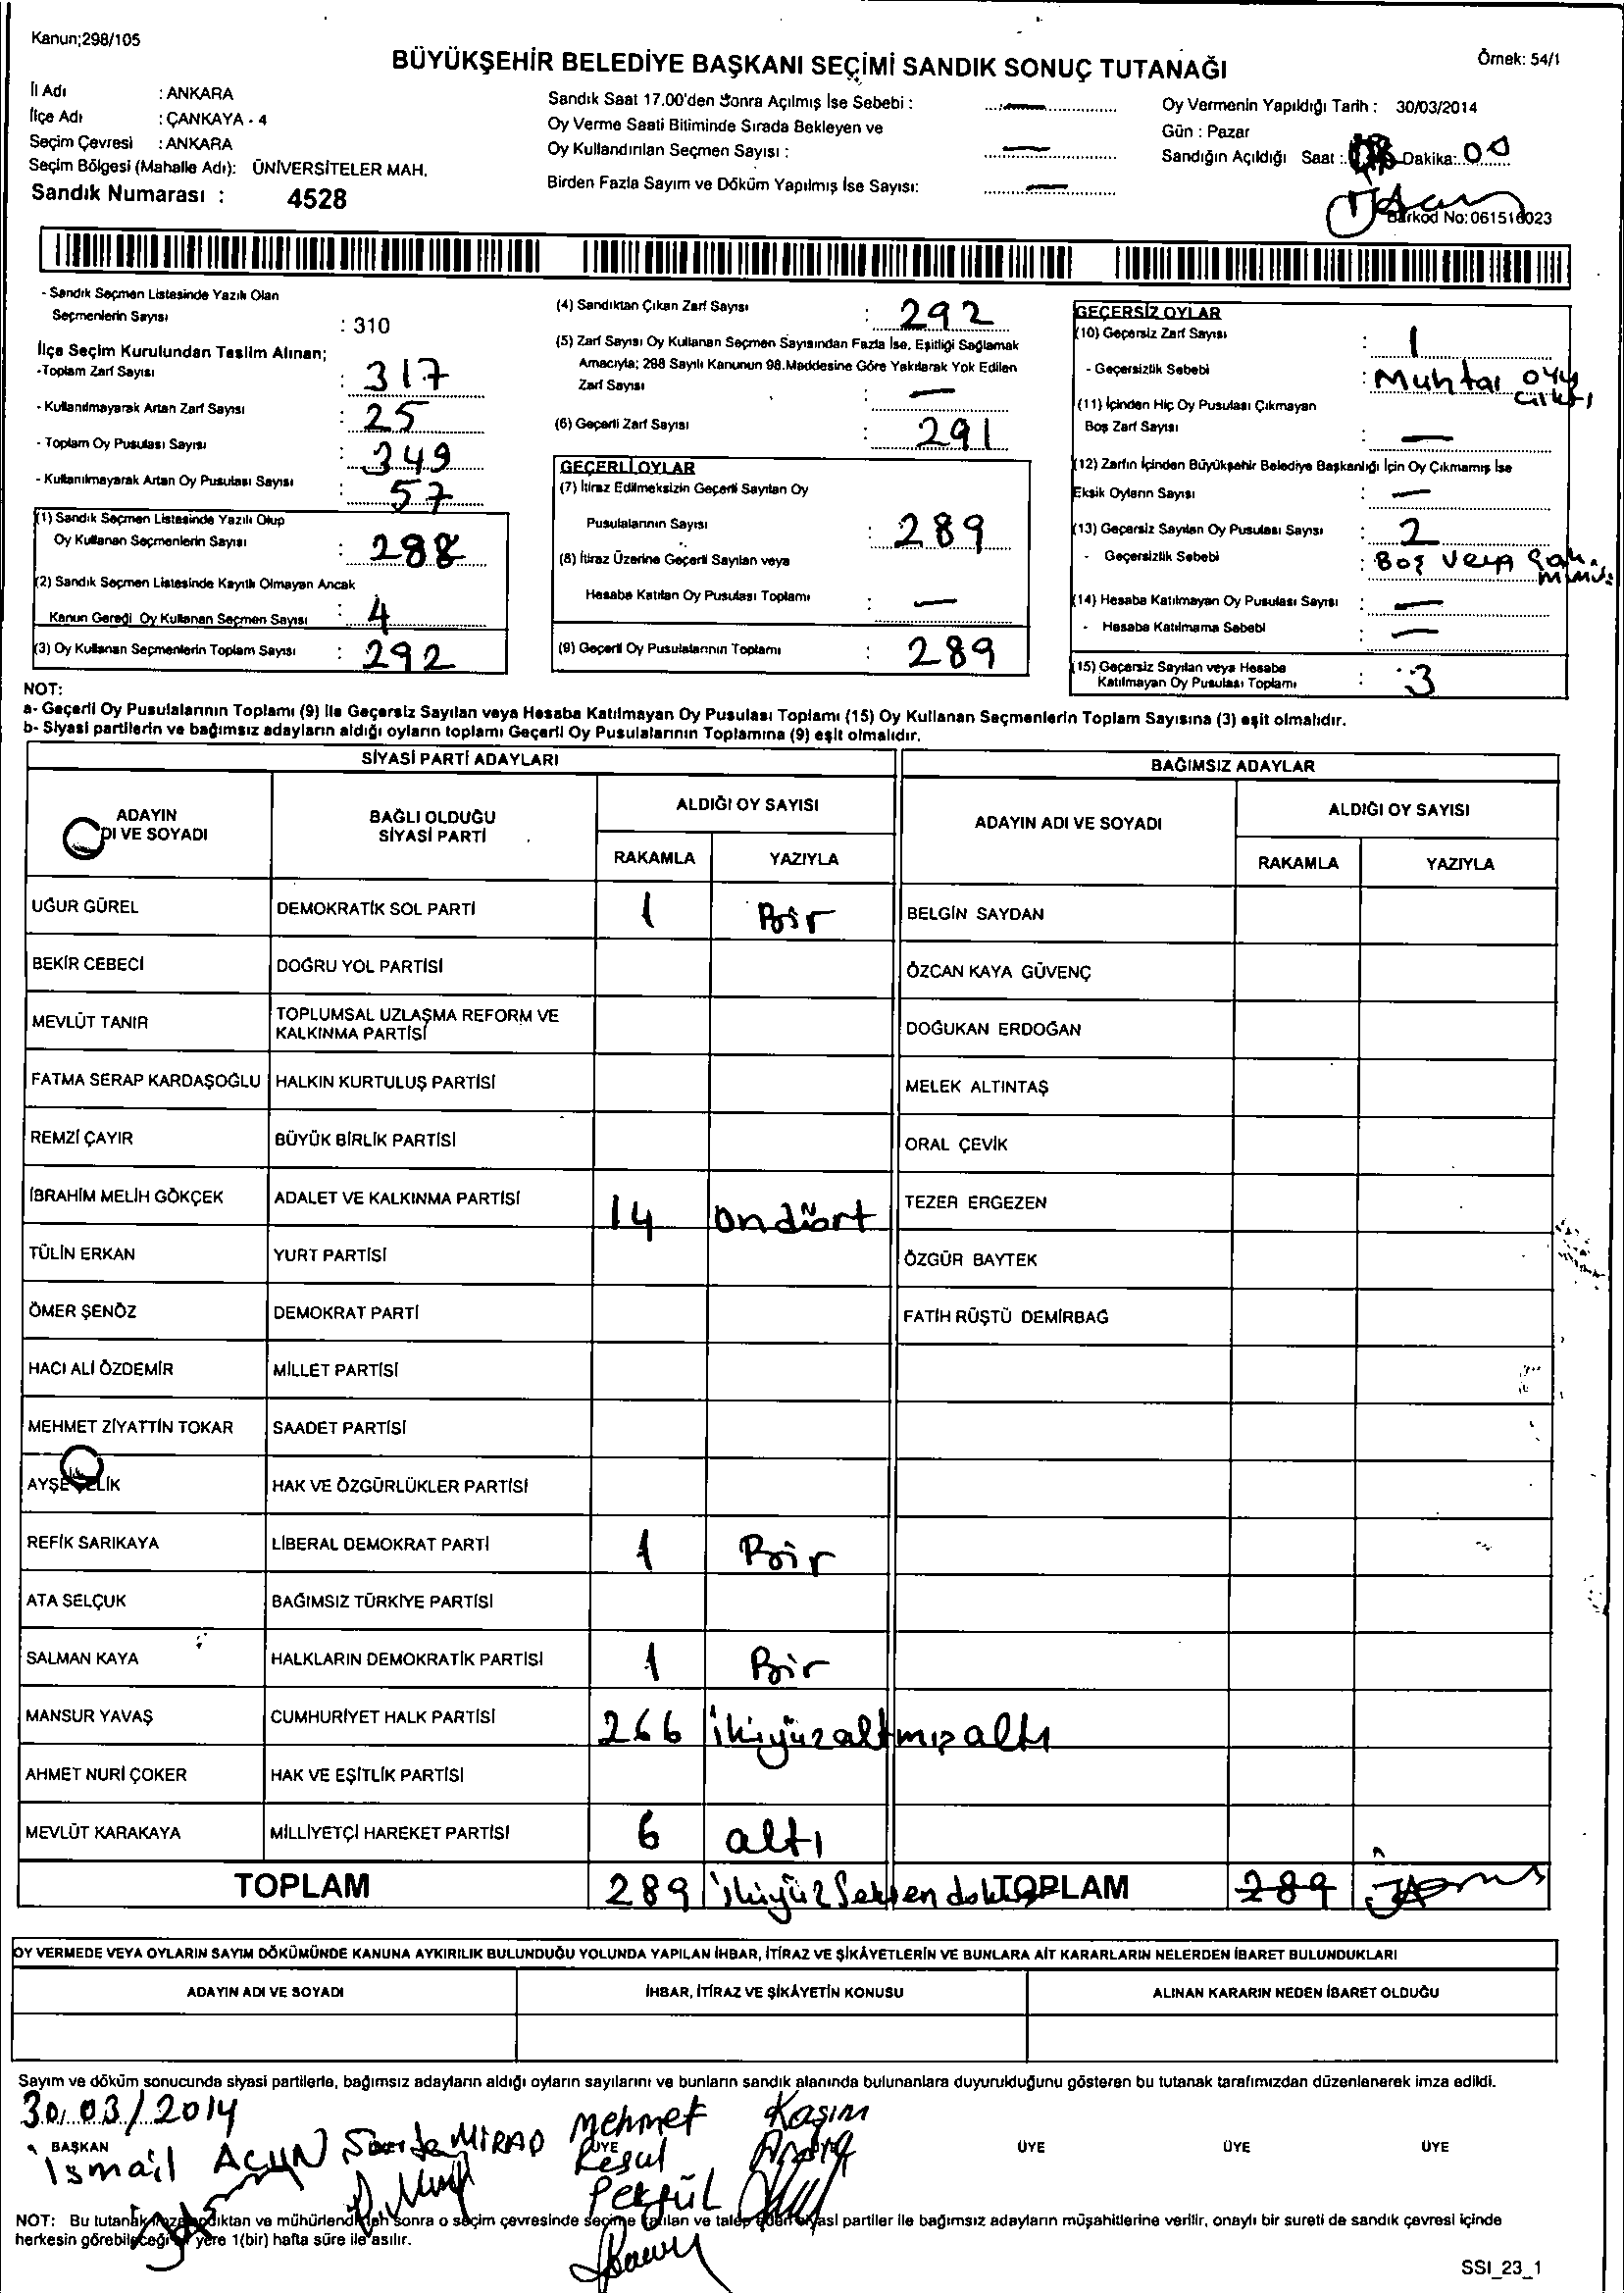 Kanun;298/105
Örnek: 54/1
BÜYÜKŞEHİR BELEDİYE BAŞKANI SEÇİMİ SANDIK SONUÇ TUTANAĞI
İl Adı : ANKARA
İlçe Adı : ÇANKAYA - 4
Seçim Çevresi : ANKARA
Seçim Bölgesi (Mahalle Adı): ÜNİVERSİTELER MAH.
Sandık Numarası : 4528
Sandık Saat 17.00'den Sonra Açılmış İse Sebebi : —
Oy Verme Saati Bitiminde Sırada Bekleyen ve
Oy Kullandırılan Seçmen Sayısı : —
Birden Fazla Sayım ve Döküm Yapılmış İse Sayısı: —
Oy Vermenin Yapıldığı Tarih : 30/03/2014
Gün : Pazar
Sandığın Açıldığı Saat : Dakika: 00
Barkod No: 061516023
- Sandık Seçmen Listesinde Yazılı Olan
Seçmenlerin Sayısı : 310
İlçe Seçim Kurulundan Teslim Alınan;
-Toplam Zarf Sayısı : 317
- Kullanılmayarak Artan Zarf Sayısı : 25
- Toplam Oy Pusulası Sayısı : 349
- Kullanılmayarak Artan Oy Pusulası Sayısı : 57
(1) Sandık Seçmen Listesinde Yazılı Olup
Oy Kullanan Seçmenlerin Sayısı : 288
(2) Sandık Seçmen Listesinde Kayıtlı Olmayan Ancak
Kanun Gereği Oy Kullanan Seçmen Sayısı : 4
(3) Oy Kullanan Seçmenlerin Toplam Sayısı : 292
(4) Sandıktan Çıkan Zarf Sayısı : 292
(5) Zarf Sayısı Oy Kullanan Seçmen Sayısından Fazla İse, Eşitliği Sağlamak
Amacıyla; 298 Sayılı Kanunun 98.Maddesine Göre Yakılarak Yok Edilen
Zarf Sayısı : —
(6) Geçerli Zarf Sayısı : 291
GEÇERLİ OYLAR
(7) İtiraz Edilmeksizin Geçerli Sayılan Oy
Pusulalarının Sayısı : 289
(8) İtiraz Üzerine Geçerli Sayılan veya
Hesaba Katılan Oy Pusulası Toplamı : —
(9) Geçerli Oy Pusulalarının Toplamı : 289
GEÇERSİZ OYLAR
(10) Geçersiz Zarf Sayısı : 1
- Geçersizlik Sebebi : Muhtar oyu
çıktı
(11) İçinden Hiç Oy Pusulası Çıkmayan
Boş Zarf Sayısı : —
(12) Zarfın İçinden Büyükşehir Belediye Başkanlığı İçin Oy Çıkmamış İse
Eksik Oyların Sayısı : —
(13) Geçersiz Sayılan Oy Pusulası Sayısı : 2
- Geçersizlik Sebebi : Boş veya
(14) Hesaba Katılmayan Oy Pusulası Sayısı : —
- Hesaba Katılmama Sebebi : —
(15) Geçersiz Sayılan veya Hesaba
Katılmayan Oy Pusulası Toplamı : 3
NOT:
a- Geçerli Oy Pusulalarının Toplamı (9) ile Geçersiz Sayılan veya Hesaba Katılmayan Oy Pusulası Toplamı (15) Oy Kullanan Seçmenlerin Toplam Sayısına (3) eşit olmalıdır.
b- Siyasi partilerin ve bağımsız adayların aldığı oyların toplamı Geçerli Oy Pusulalarının Toplamına (9) eşit olmalıdır.
SİYASİ PARTİ ADAYLARI
BAĞIMSIZ ADAYLAR
ADAYIN
DI VE SOYADI
BAĞLI OLDUĞU
SİYASİ PARTİ
ALDIĞI OY SAYISI
RAKAMLA YAZIYLA
ADAYIN ADI VE SOYADI
ALDIĞI OY SAYISI
RAKAMLA YAZIYLA
UĞUR GÜREL DEMOKRATİK SOL PARTİ 1 Bir BELGİN SAYDAN
BEKİR CEBECİ DOĞRU YOL PARTİSİ ÖZCAN KAYA GÜVENÇ
MEVLÜT TANIR TOPLUMSAL UZLAŞMA REFORM VE
KALKINMA PARTİSİ DOĞUKAN ERDOĞAN
FATMA SERAP KARDAŞOĞLU HALKIN KURTULUŞ PARTİSİ MELEK ALTINTAŞ
REMZİ ÇAYIR BÜYÜK BİRLİK PARTİSİ ORAL ÇEVİK
İBRAHİM MELİH GÖKÇEK ADALET VE KALKINMA PARTİSİ 14 ondört TEZER ERGEZEN
TÜLİN ERKAN YURT PARTİSİ ÖZGÜR BAYTEK
ÖMER ŞENÖZ DEMOKRAT PARTİ FATİH RÜŞTÜ DEMİRBAĞ
HACI ALİ ÖZDEMİR MİLLET PARTİSİ
MEHMET ZİYATTİN TOKAR SAADET PARTİSİ
AYŞE ÇELİK HAK VE ÖZGÜRLÜKLER PARTİSİ
REFİK SARIKAYA LİBERAL DEMOKRAT PARTİ 1 Bir
ATA SELÇUK BAĞIMSIZ TÜRKİYE PARTİSİ
SALMAN KAYA HALKLARIN DEMOKRATİK PARTİSİ 1 Bir
MANSUR YAVAŞ CUMHURİYET HALK PARTİSİ 266 ikiyüzaltmışaltı
AHMET NURİ ÇOKER HAK VE EŞİTLİK PARTİSİ
MEVLÜT KARAKAYA MİLLİYETÇİ HAREKET PARTİSİ 6 altı
TOPLAM 289 ikiyüzseksendokuz TOPLAM 289
OY VERMEDE VEYA OYLARIN SAYIM DÖKÜMÜNDE KANUNA AYKIRILIK BULUNDUĞU YOLUNDA YAPILAN İHBAR, İTİRAZ VE ŞİKÂYETLERİN VE BUNLARA AİT KARARLARIN NELERDEN İBARET BULUNDUKLARI
ADAYIN ADI VE SOYADI İHBAR, İTİRAZ VE ŞİKÂYETİN KONUSU ALINAN KARARIN NEDEN İBARET OLDUĞU
Sayım ve döküm sonucunda siyasi partilerle, bağımsız adayların aldığı oyların sayılarını ve bunların sandık alanında bulunanlara duyurulduğunu gösteren bu tutanak tarafımızdan düzenlenerek imza edildi.
30/03/2014
BAŞKAN ÜYE ÜYE ÜYE ÜYE
İsmail ACUN
Mehmet
Resul
Pekgül
Kasım
NOT: Bu tutanak imzalandıktan ve mühürlendikten sonra o seçim çevresinde seçime katılan ve talep eden siyasi partiler ile bağımsız adayların müşahitlerine verilir, onaylı bir sureti de sandık çevresi içinde
herkesin görebileceği bir yere 1(bir) hafta süre ile asılır.
SSI_23_1